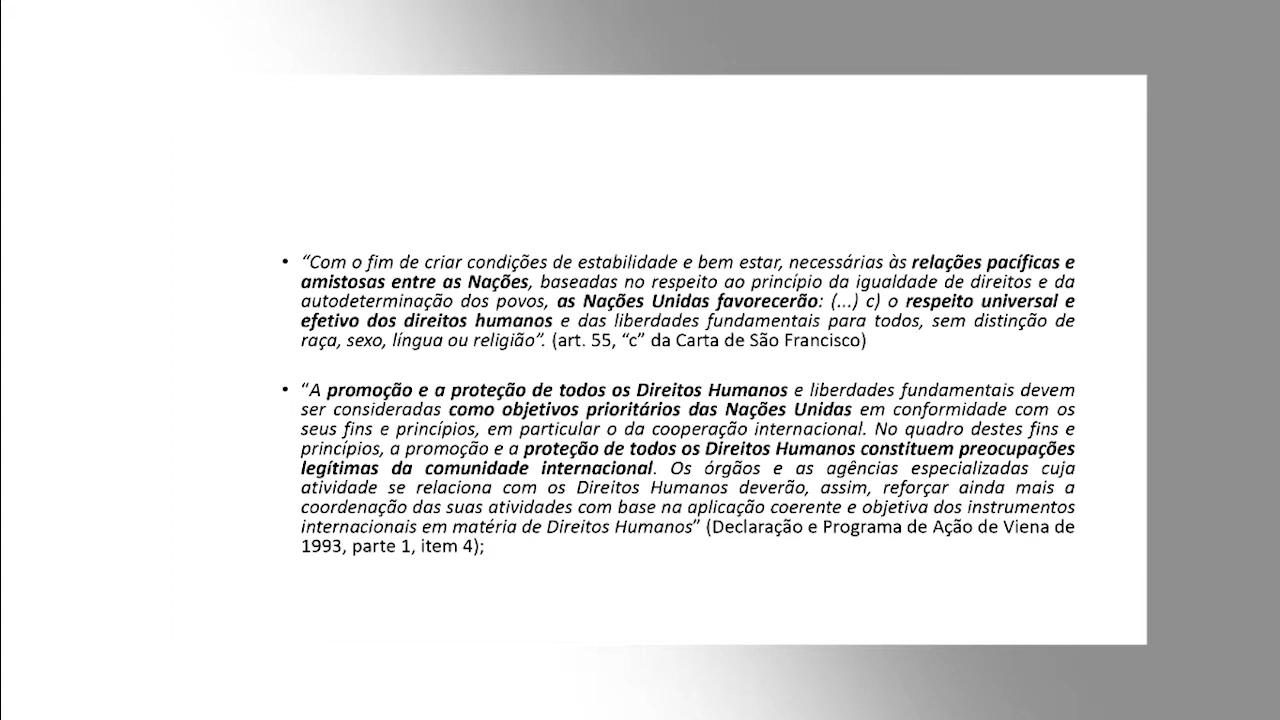 • “Com o fim de criar condições de estabilidade e bem estar, necessárias às relações pacíficas e
amistosas entre as Nações, baseadas no respeito ao princípio da igualdade de direitos e da
autodeterminação dos povos, as Nações Unidas favorecerão: (...) c) o respeito universal e
efetivo dos direitos humanos e das liberdades fundamentais para todos, sem distinção de
raça, sexo, língua ou religião”. (art. 55, “c” da Carta de São Francisco)
• “A promoção e a proteção de todos os Direitos Humanos e liberdades fundamentais devem
ser consideradas como objetivos prioritários das Nações Unidas em conformidade com os
seus fins e princípios, em particular o da cooperação internacional. No quadro destes fins e
princípios, a promoção e a proteção de todos os Direitos Humanos constituem preocupações
legítimas da comunidade internacional. Os órgãos e as agências especializadas cuja
atividade se relaciona com os Direitos Humanos deverão, assim, reforçar ainda mais a
coordenação das suas atividades com base na aplicação coerente e objetiva dos instrumentos
internacionais em matéria de Direitos Humanos” (Declaração e Programa de Ação de Viena de
1993, parte 1, item 4);